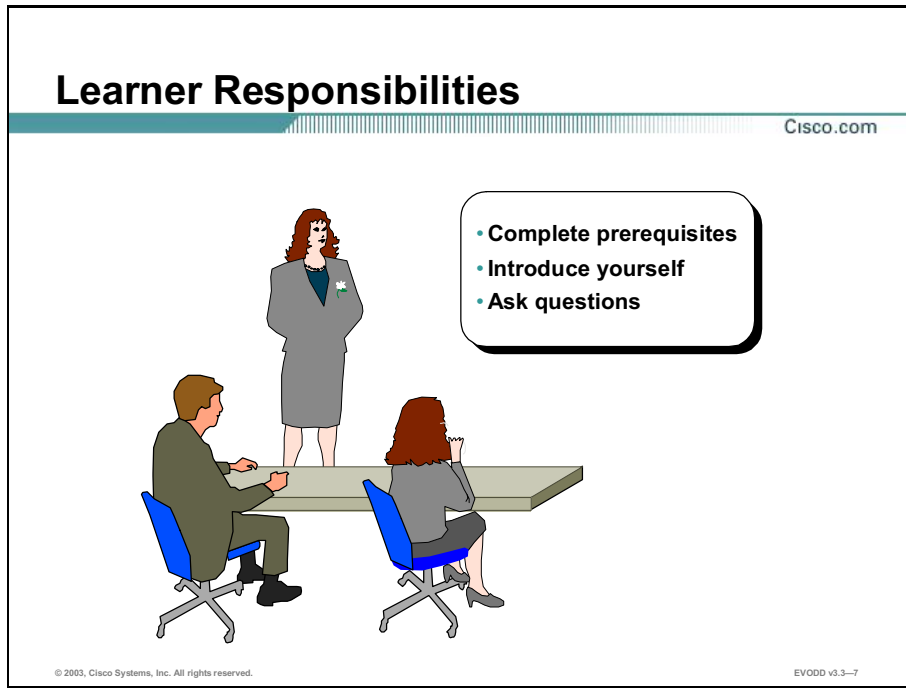 Learner Responsibilities
Cisco.com
• Complete prerequisites
• Introduce yourself
• Ask questions
© 2003, Cisco Systems, Inc. All rights reserved.
EVODD v3.3—7